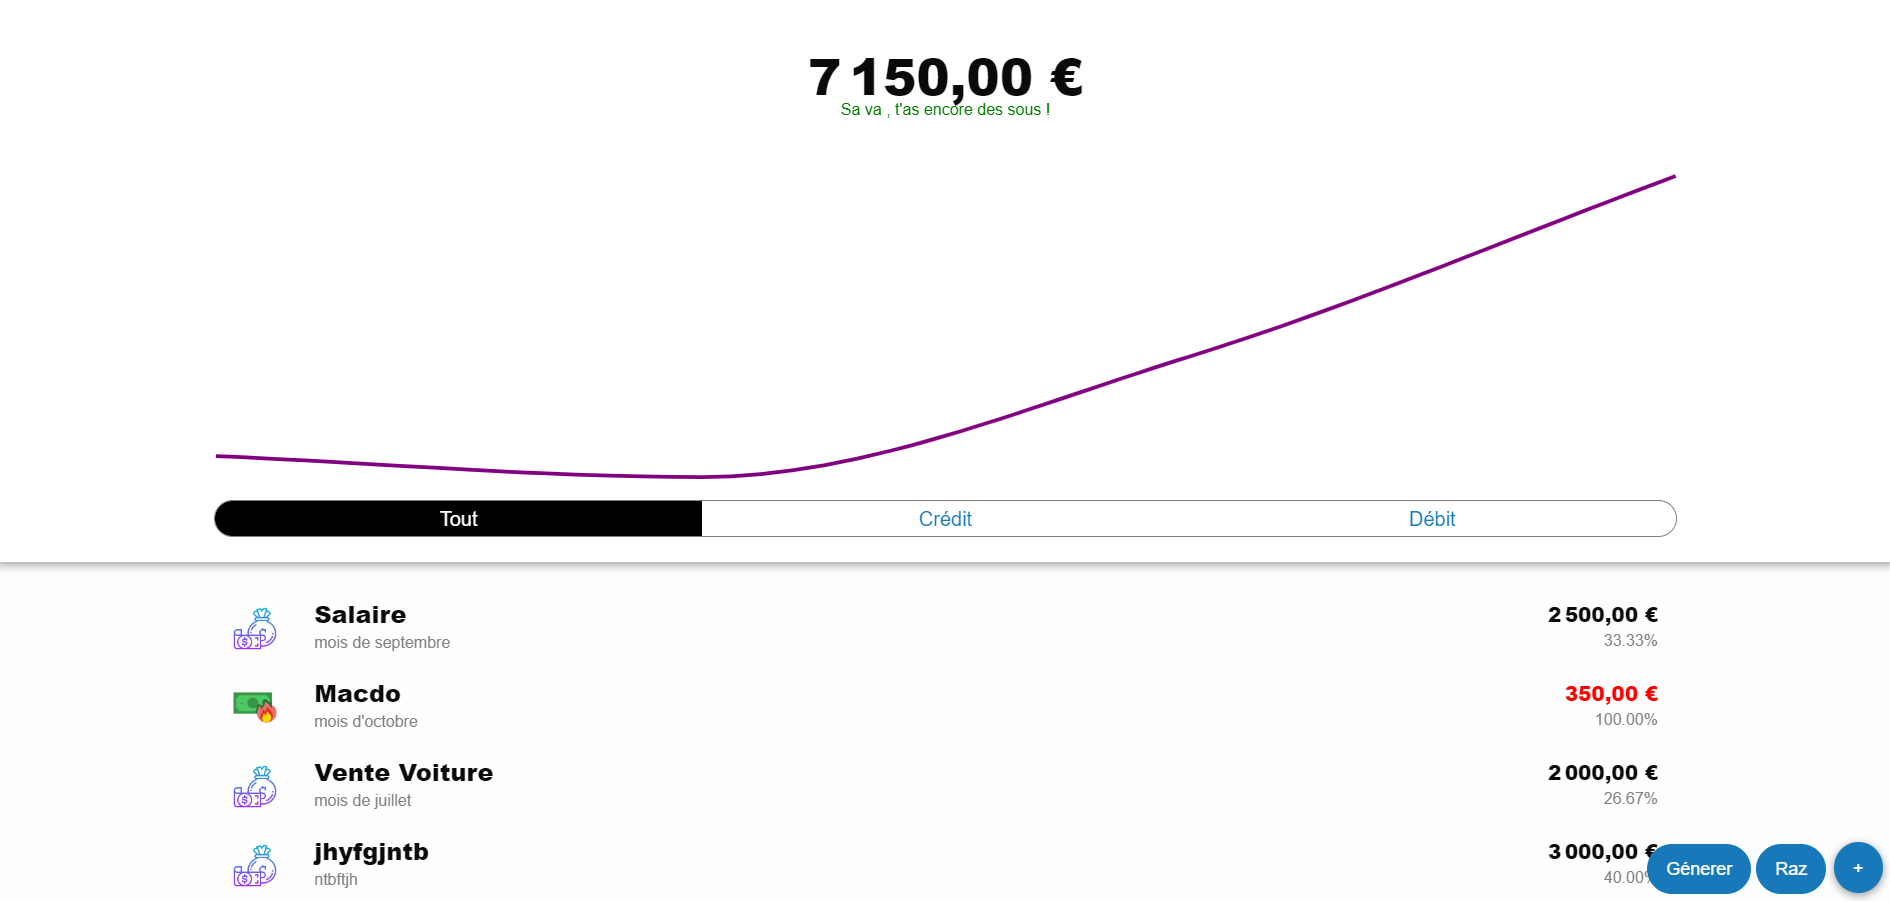 7 150,00 €
Sa va , t'as encore des sous !
Tout Crédit Débit
Salaire 2 500,00 €
mois de septembre 33.33%
Macdo 350,00 €
mois d'octobre 100.00%
Vente Voiture 2 000,00 €
mois de juillet 26.67%
jhyfgjntb 3 000,00 €
ntbftjh 40.00%
Génerer Raz +